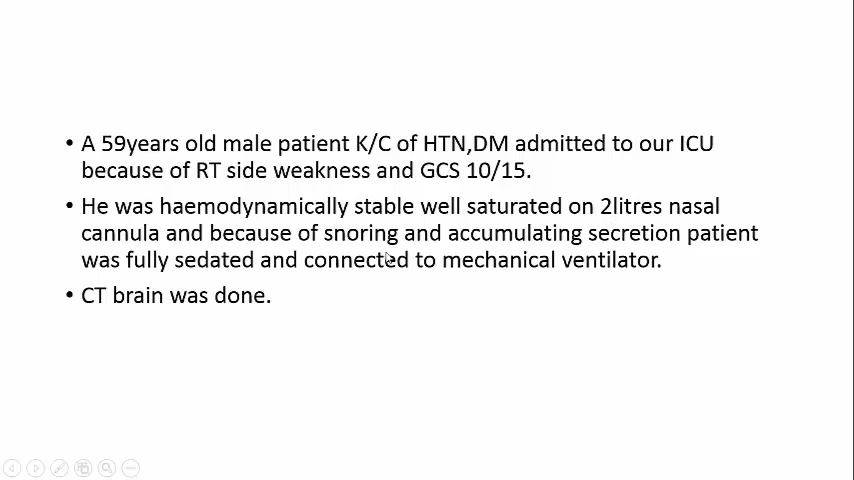 • A 59years old male patient K/C of HTN,DM admitted to our ICU
because of RT side weakness and GCS 10/15.
• He was haemodynamically stable well saturated on 2litres nasal
cannula and because of snoring and accumulating secretion patient
was fully sedated and connected to mechanical ventilator.
• CT brain was done.